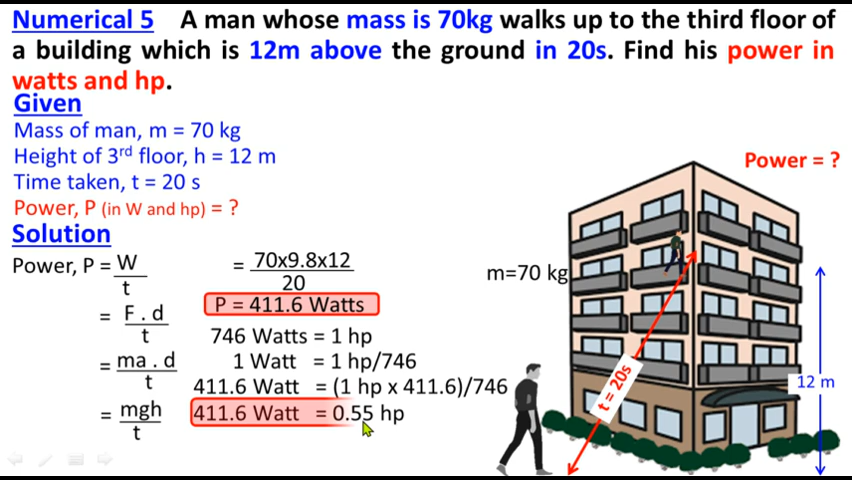 Numerical 5 A man whose mass is 70kg walks up to the third floor of
a building which is 12m above the ground in 20s. Find his power in
watts and hp.
Given
Mass of man, m = 70 kg
Height of 3rd floor, h = 12 m
Time taken, t = 20 s
Power, P (in W and hp) = ?
Solution
Power, P = W
t
= F . d
t
= ma . d
t
= mgh
t
= 70x9.8x12
20
P = 411.6 Watts
746 Watts = 1 hp
1 Watt = 1 hp/746
411.6 Watt = (1 hp x 411.6)/746
411.6 Watt = 0.55 hp
Power = ?
m=70 kg
t = 20s
12 m